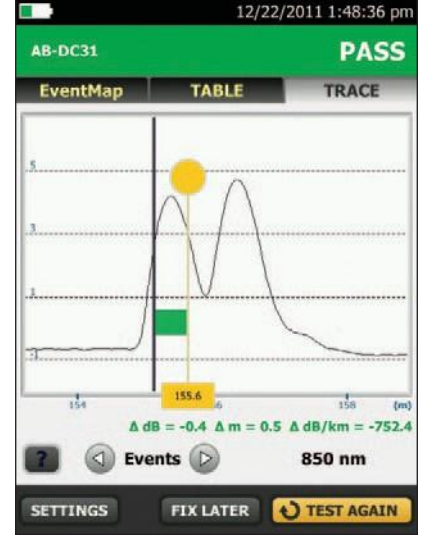 12/22/2011 1:48:36 pm
AB-DC31 PASS
EventMap TABLE TRACE
5
3
1
-1
154 155.6 158 (m)
Δ dB = -0.4 Δ m = 0.5 Δ dB/km = -752.4
? Events 850 nm
SETTINGS FIX LATER TEST AGAIN